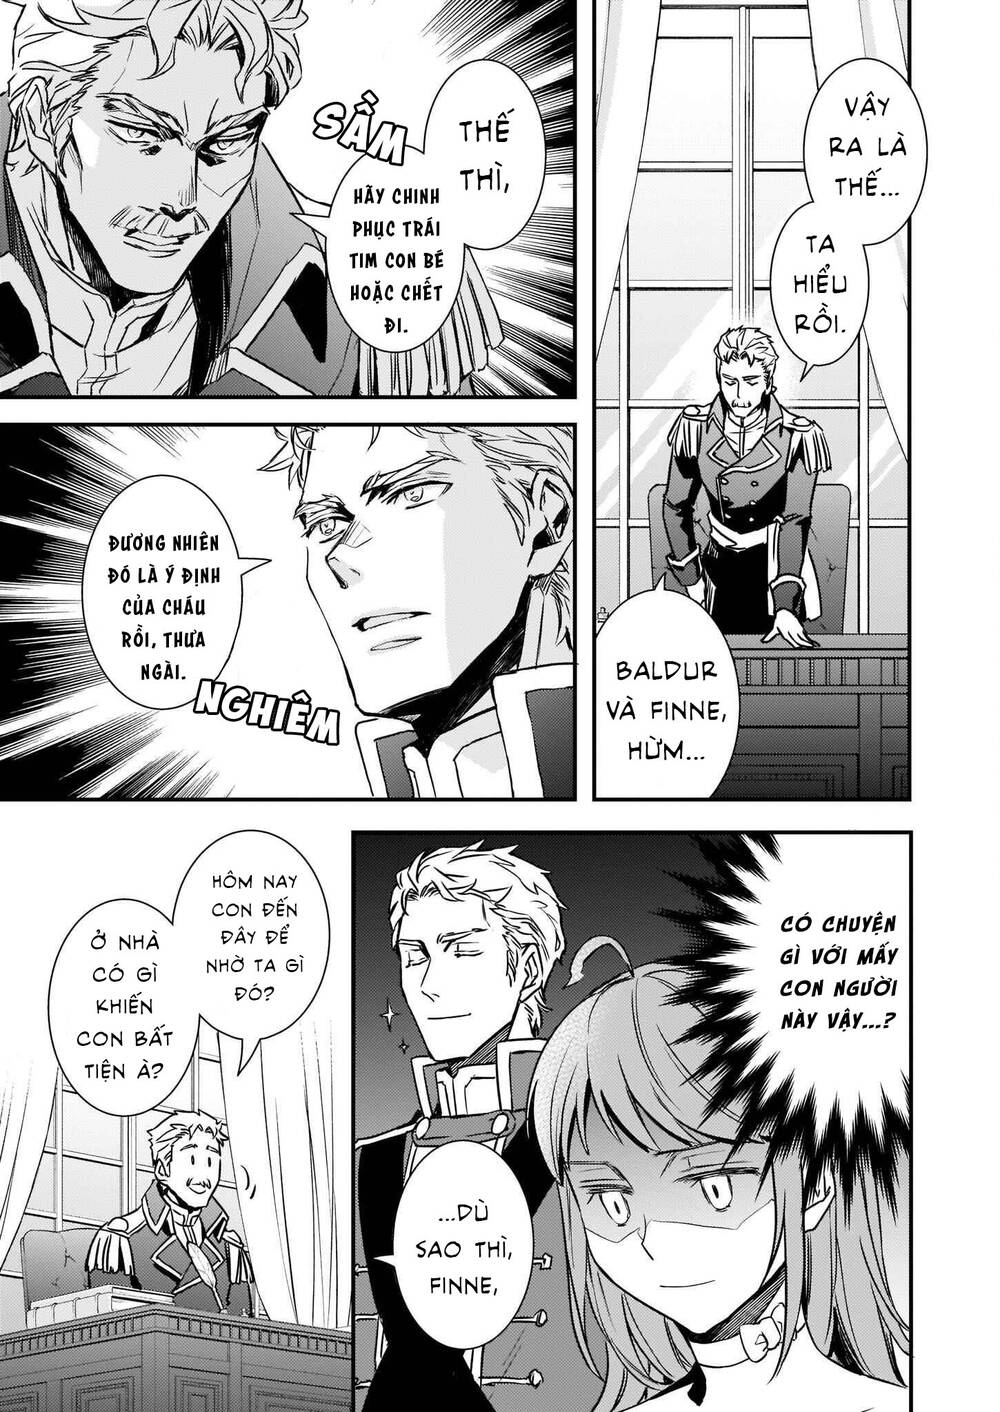 VẬY
RA LÀ
THẾ...
TA
HIỂU
RỒI.
BALDUR
VÀ FINNE,
HỪM...
THẾ
THÌ,
SẦM
HÃY CHINH
PHỤC TRÁI
TIM CON BÉ
HOẶC CHẾT
ĐI.
ĐƯƠNG NHIÊN
ĐÓ LÀ Ý ĐỊNH
CỦA CHÁU
RỒI, THƯA
NGÀI.
NGHIÊM
CÓ CHUYỆN
GÌ VỚI MẤY
CON NGƯỜI
NÀY VẬY...?
...DÙ
SAO THÌ,
FINNE,
HÔM NAY
CON ĐẾN
ĐÂY ĐỂ
NHỜ TA GÌ
ĐÓ?
Ở NHÀ
CÓ GÌ
KHIẾN
CON BẤT
TIỆN À?